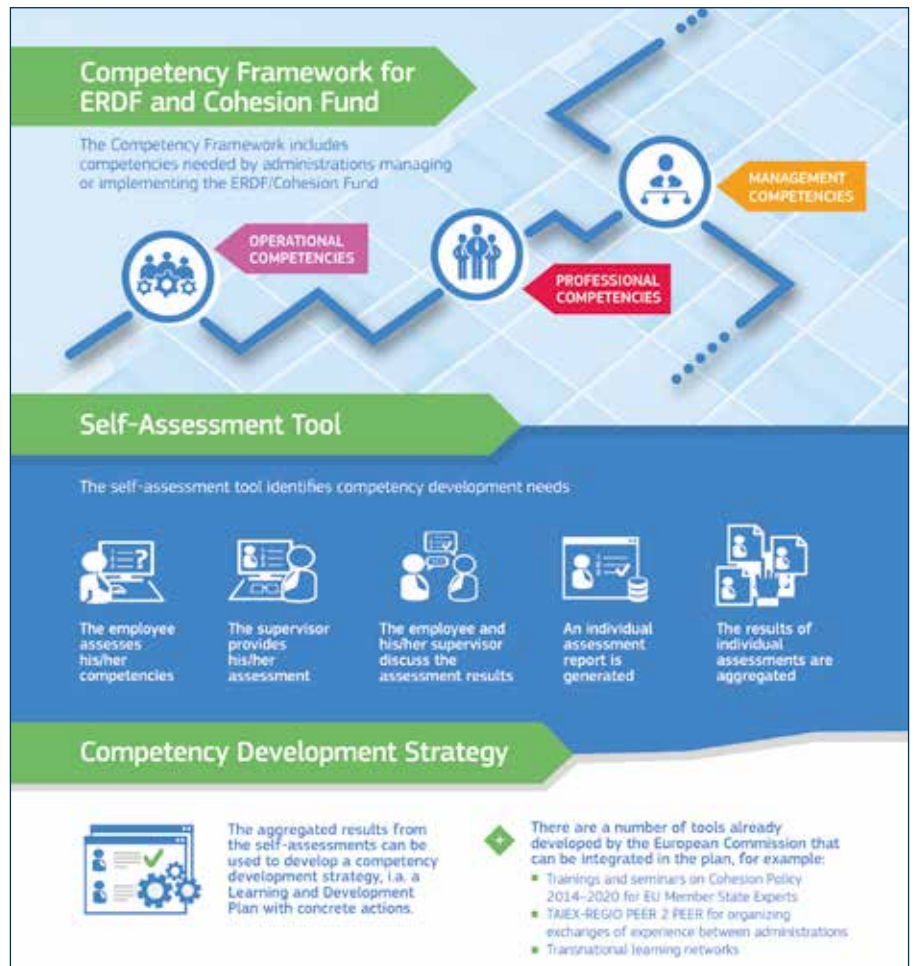 Competency Framework for
ERDF and Cohesion Fund
The Competency Framework includes
competencies needed by administrations managing
or implementing the ERDF/Cohesion Fund
MANAGEMENT
COMPETENCIES
OPERATIONAL
COMPETENCIES
PROFESSIONAL
COMPETENCIES
Self-Assessment Tool
The self-assessment tool identifies competency development needs
The employee
assesses
his/her
competencies
The supervisor
provides
his/her
assessment
The employee and
his/her supervisor
discuss the
assessment results
An individual
assessment
report is
generated
The results of
individual
assessments are
aggregated
Competency Development Strategy
The aggregated results from
the self-assessments can be
used to develop a competency
development strategy, i.a. a
Learning and Development
Plan with concrete actions.
There are a number of tools already
developed by the European Commission that
can be integrated in the plan, for example:
Trainings and seminars on Cohesion Policy
2014-2020 for EU Member State Experts
TAIEX-REGIO PEER 2 PEER for organizing
exchanges of experience between administrations
Transnational learning networks